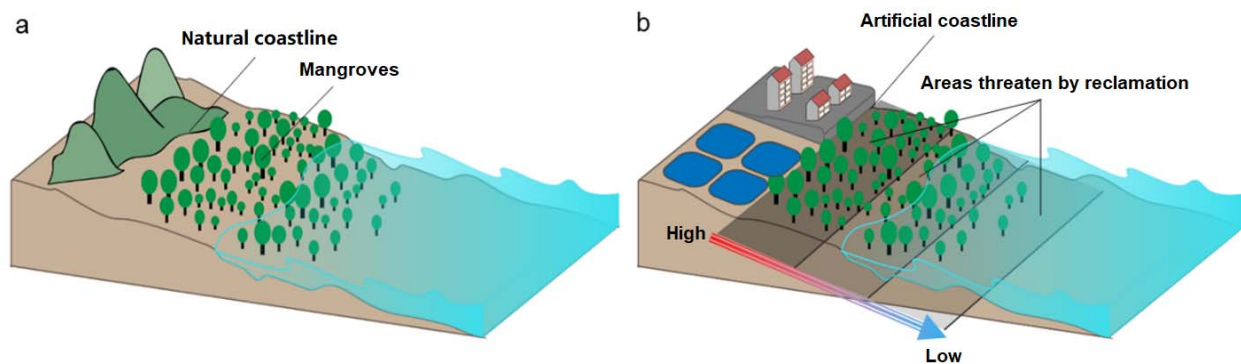 a
Natural coastline
Mangroves
b
Artificial coastline
Areas threaten by reclamation
High
Low